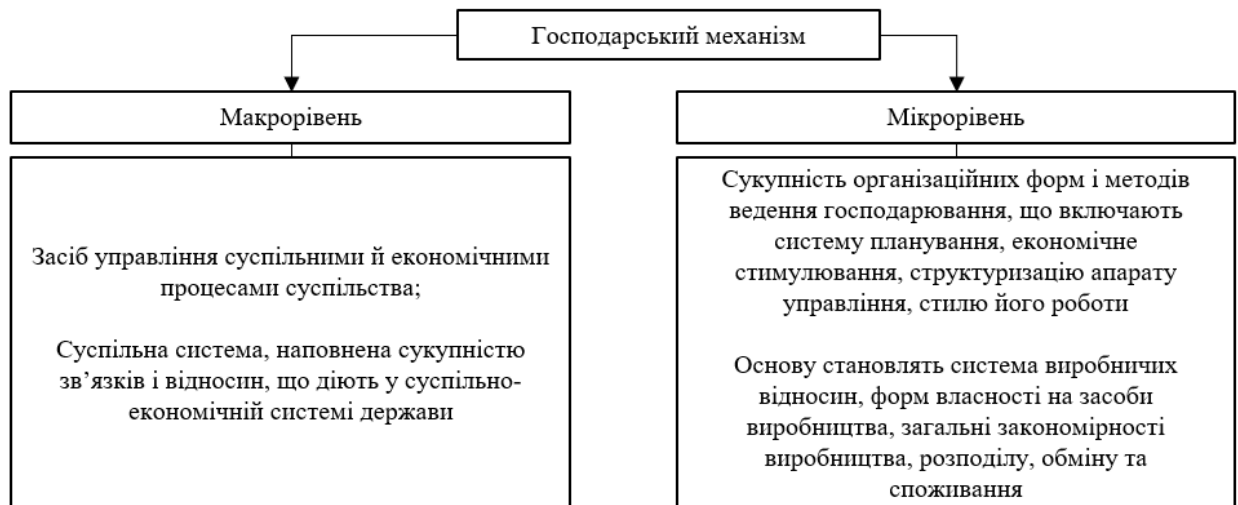 Господарський механізм
Макрорівень
Мікрорівень
Засіб управління суспільними й економічними
процесами суспільства;
Суспільна система, наповнена сукупністю
зв’язків і відносин, що діють у суспільно-
економічній системі держави
Сукупність організаційних форм і методів
ведення господарювання, що включають
систему планування, економічне
стимулювання, структуризацію апарату
управління, стилю його роботи
Основу становлять система виробничих
відносин, форм власності на засоби
виробництва, загальні закономірності
виробництва, розподілу, обміну та
споживання